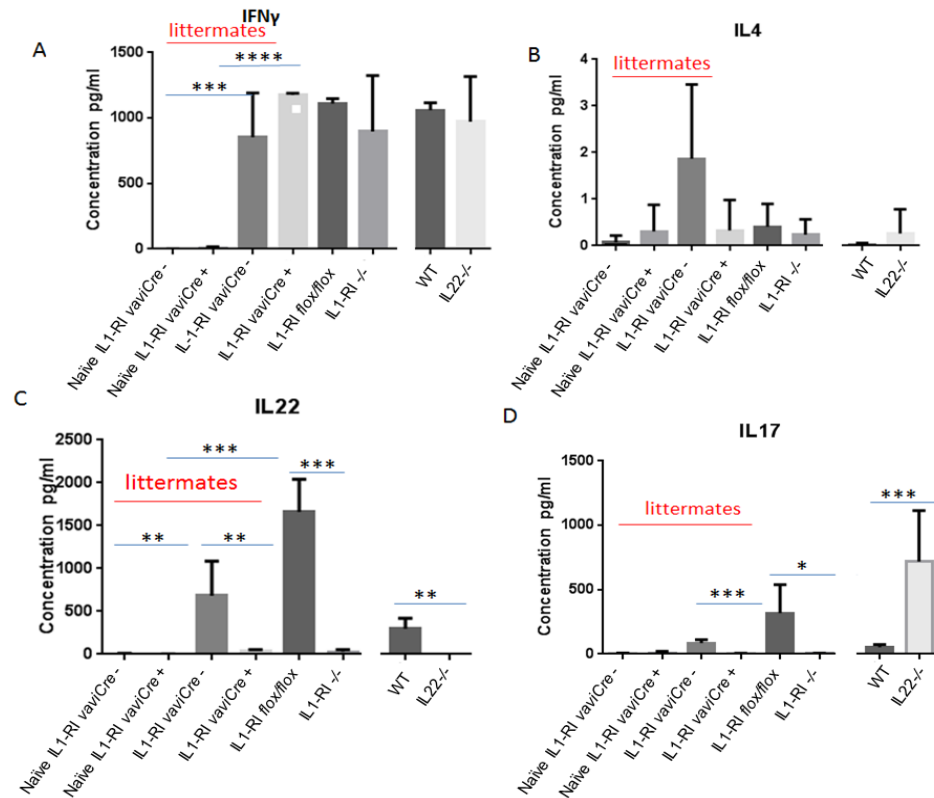 A
IFNγ
littermates
****
***
Concentration pg/ml
1500
1000
500
0
Naïve IL1-RI vaviCre -
Naïve IL1-RI vaviCre +
IL-1-RI vaviCre -
IL1-RI vaviCre +
IL1-RI flox/flox
IL1-RI -/-
WT
IL22-/-
B
IL4
littermates
Concentration pg/ml
4
3
2
1
0
Naïve IL1-RI vaviCre -
Naïve IL1-RI vaviCre +
IL1-RI vaviCre -
IL1-RI vaviCre +
IL1-RI flox/flox
IL1-RI -/-
WT
IL22-/-
C
IL22
***
***
littermates
**
**
**
Concentration pg/ml
2500
2000
1500
1000
500
0
Naïve IL1-RI vaviCre -
Naïve IL1-RI vaviCre +
IL1-RI vaviCre -
IL1-RI vaviCre +
IL1-RI flox/flox
IL1-RI -/-
WT
IL22-/-
D
IL17
littermates
***
***
*
Concentration pg/ml
1500
1000
500
0
Naïve IL1-RI vaviCre -
Naïve IL1-RI vaviCre +
IL1-RI vaviCre -
IL1-RI vaviCre +
IL1-RI flox/flox
IL1-RI -/-
WT
IL22-/-